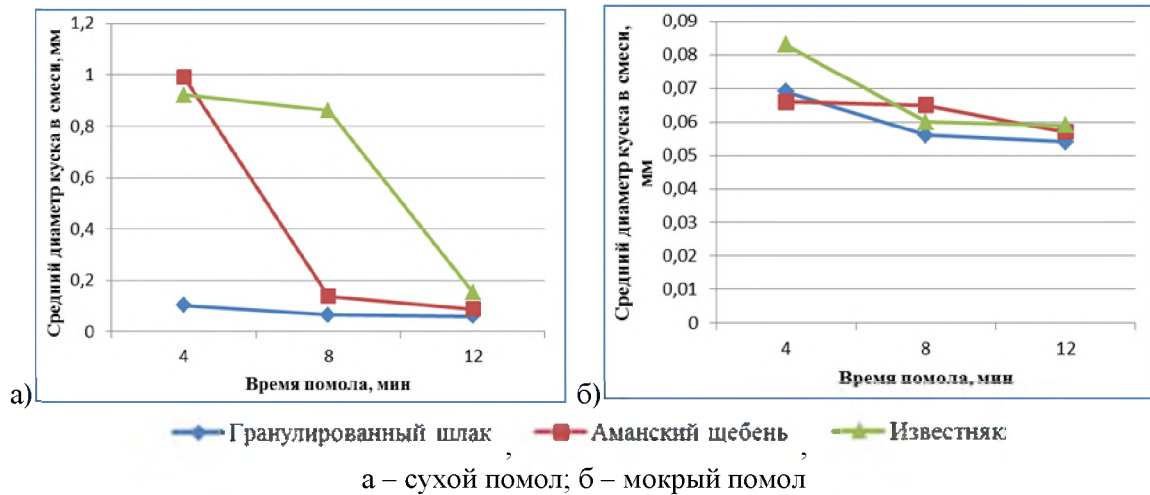 1,2
1
0,8
0,6
0,4
0,2
0
Средний диаметр куска в смеси, мм
4 8 12
Время помола, мин
а)
0,09
0,08
0,07
0,06
0,05
0,04
0,03
0,02
0,01
0
Средний диаметр куска в смеси,
мм
4 8 12
Время помола, мин
б)
Гранулированный шлак, Аманский щебень, Известняк
а – сухой помол; б – мокрый помол